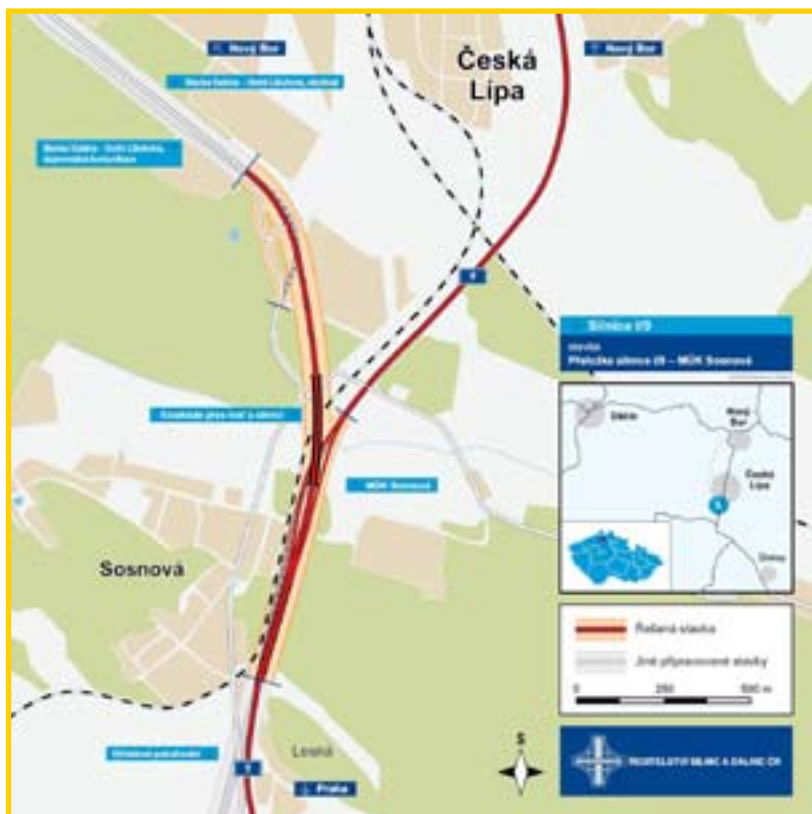 Nový Bor
Česká
Lípa
Nový Bor
9
Silnice I/9
stavba
Přeložka silnice I/9 – MÚK Sosnová
Děčín
Nový
Bor
Česká
Lípa
MÚK Sosnová
Sosnová
Řešená stavba
Jiné připravované stavby
0 250 500 m
Lesná
9
Praha
S
ŘEDITELSTVÍ SILNIC A DÁLNIC ČR